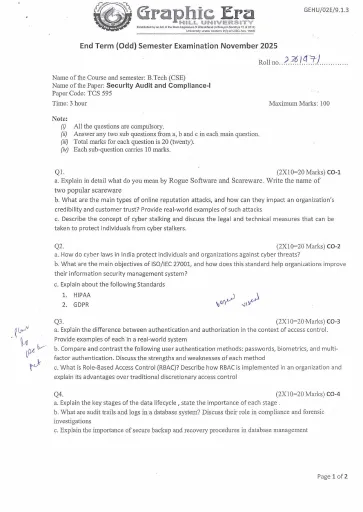 GEHU/02E/9.1.3
Graphic Era
HILL UNIVERSITY
End Term (Odd) Semester Examination November 2025
Roll no.
Name of the Course and semester: B.Tech (CSE)
Name of the Paper: Security Audit and Compliance-I
Paper Code: TCS 595
Time: 3 hour Maximum Marks: 100
Note:
(i) All the questions are compulsory.
(ii) Answer any two sub questions from a, b and c in each main question.
(iii) Total marks for each question is 20 (twenty).
(iv) Each sub-question carries 10 marks.
Q1. (2X10=20 Marks) CO-1
a. Explain in detail what do you mean by Rogue Software and Scareware. Write the name of
two popular scareware
b. What are the main types of online reputation attacks, and how can they impact an organization's
credibility and customer trust? Provide real-world examples of such attacks
c. Describe the concept of cyber stalking and discuss the legal and technical measures that can be
taken to protect individuals from cyber stalkers.
Q2. (2X10=20 Marks) CO-2
a. How do cyber laws in India protect individuals and organizations against cyber threats?
b. What are the main objectives of ISO/IEC 27001, and how does this standard help organizations improve
their information security management system?
c. Explain about the following Standards
1. HIPAA
2. GDPR
Q3. (2X10=20 Marks) CO-3
a. Explain the difference between authentication and authorization in the context of access control.
Provide examples of each in a real-world system
b. Compare and contrast the following user authentication methods: passwords, biometrics, and multi-
factor authentication. Discuss the strengths and weaknesses of each method
c. What is Role-Based Access Control (RBAC)? Describe how RBAC is implemented in an organization and
explain its advantages over traditional discretionary access control
Q4. (2X10=20 Marks) CO-4
a. Explain the key stages of the data lifecycle , state the importance of each stage .
b. What are audit trails and logs in a database system? Discuss their role in compliance and forensic
investigations
c. Explain the importance of secure backup and recovery procedures in database management
Page 1 of 2